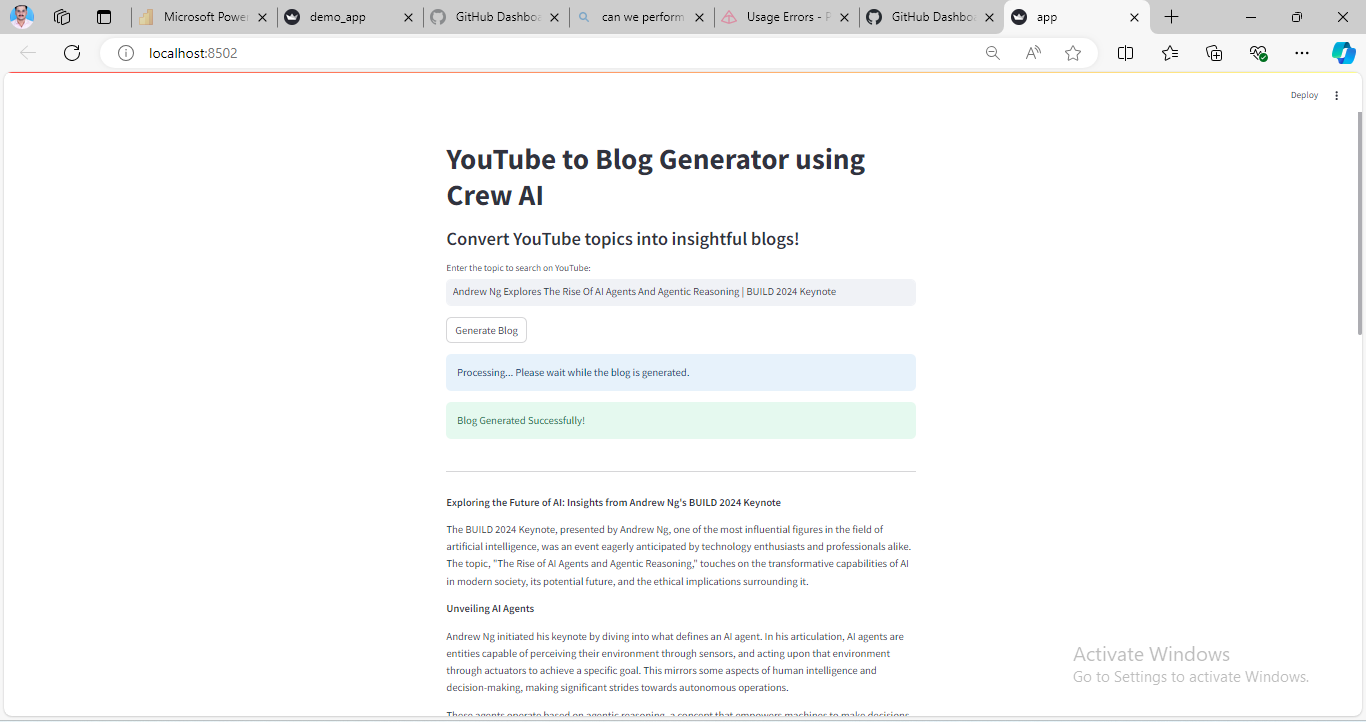 Microsoft Powe
demo_app
GitHub Dashbo
can we perform
Usage Errors - P
GitHub Dashbo
app
localhost:8502
Deploy
YouTube to Blog Generator using
Crew AI
Convert YouTube topics into insightful blogs!
Enter the topic to search on YouTube:
Andrew Ng Explores The Rise Of AI Agents And Agentic Reasoning | BUILD 2024 Keynote
Generate Blog
Processing... Please wait while the blog is generated.
Blog Generated Successfully!
Exploring the Future of AI: Insights from Andrew Ng's BUILD 2024 Keynote
The BUILD 2024 Keynote, presented by Andrew Ng, one of the most influential figures in the field of
artificial intelligence, was an event eagerly anticipated by technology enthusiasts and professionals alike.
The topic, "The Rise of AI Agents and Agentic Reasoning," touches on the transformative capabilities of AI
in modern society, its potential future, and the ethical implications surrounding it.
Unveiling AI Agents
Andrew Ng initiated his keynote by diving into what defines an AI agent. In his articulation, AI agents are
entities capable of perceiving their environment through sensors, and acting upon that environment
through actuators to achieve a specific goal. This mirrors some aspects of human intelligence and
decision-making, making significant strides towards autonomous operations.
These agents operate based on agentic reasoning, a concept that empowers machines to make decisions
Activate Windows
Go to Settings to activate Windows.